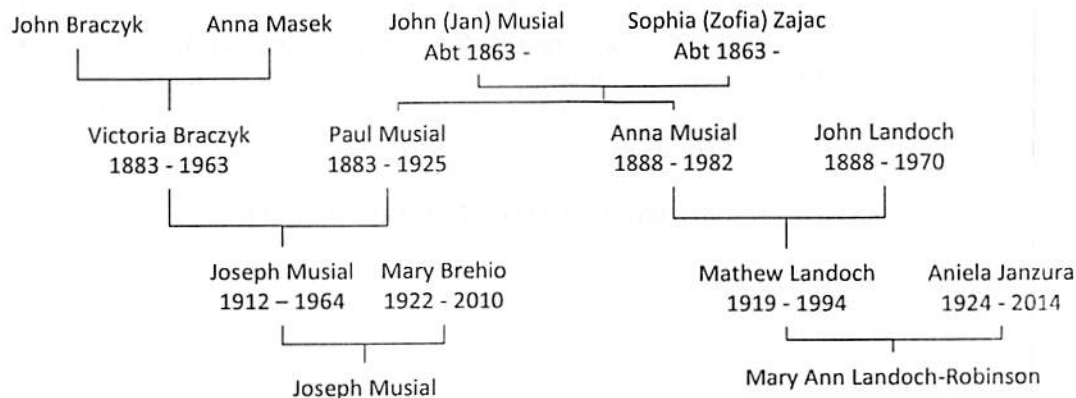 John Braczyk Anna Masek John (Jan) Musial Sophia (Zofia) Zajac
Abt 1863 - Abt 1863 -
Victoria Braczyk Paul Musial Anna Musial John Landoch
1883 - 1963 1883 - 1925 1888 - 1982 1888 - 1970
Joseph Musial Mary Brehio Mathew Landoch Aniela Janzura
1912 – 1964 1922 - 2010 1919 - 1994 1924 - 2014
Joseph Musial Mary Ann Landoch-Robinson